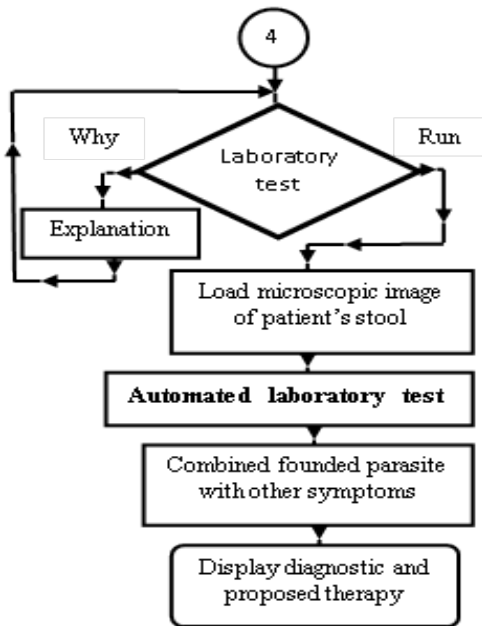 4
Why
Run
Laboratory
test
Explanation
Load microscopic image
of patient's stool
Automated laboratory test
Combined founded parasite
with other symptoms
Display diagnostic and
proposed therapy